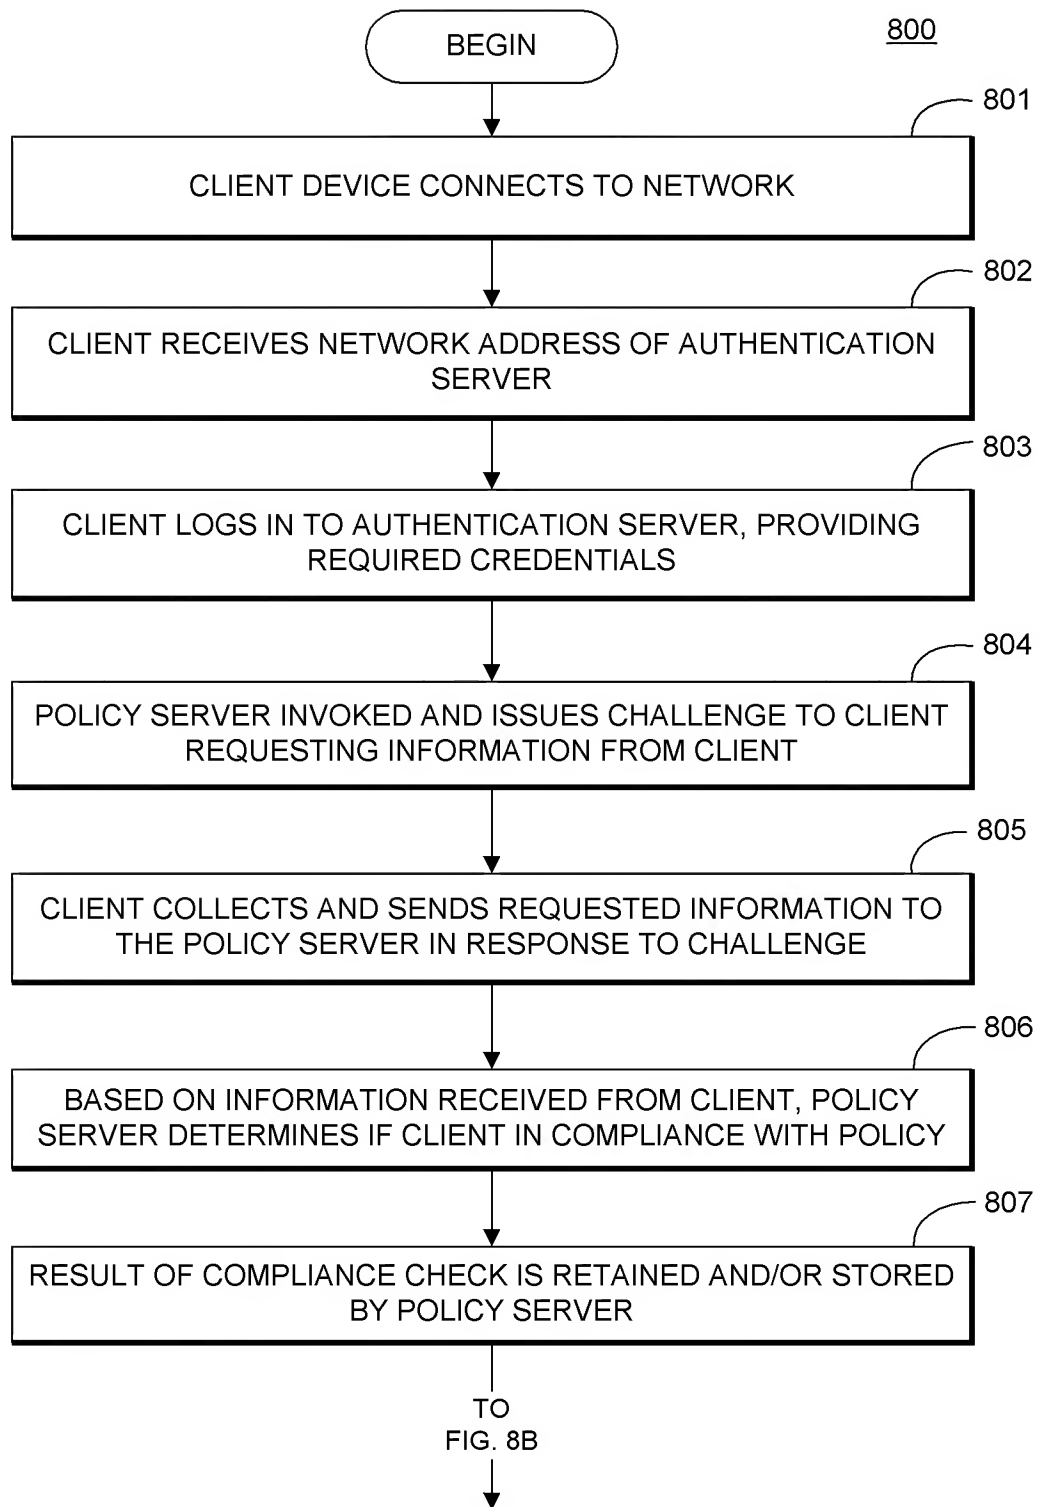 BEGIN
800
801
CLIENT DEVICE CONNECTS TO NETWORK
802
CLIENT RECEIVES NETWORK ADDRESS OF AUTHENTICATION
SERVER
803
CLIENT LOGS IN TO AUTHENTICATION SERVER, PROVIDING
REQUIRED CREDENTIALS
804
POLICY SERVER INVOKED AND ISSUES CHALLENGE TO CLIENT
REQUESTING INFORMATION FROM CLIENT
805
CLIENT COLLECTS AND SENDS REQUESTED INFORMATION TO
THE POLICY SERVER IN RESPONSE TO CHALLENGE
806
BASED ON INFORMATION RECEIVED FROM CLIENT, POLICY
SERVER DETERMINES IF CLIENT IN COMPLIANCE WITH POLICY
807
RESULT OF COMPLIANCE CHECK IS RETAINED AND/OR STORED
BY POLICY SERVER
TO
FIG. 8B